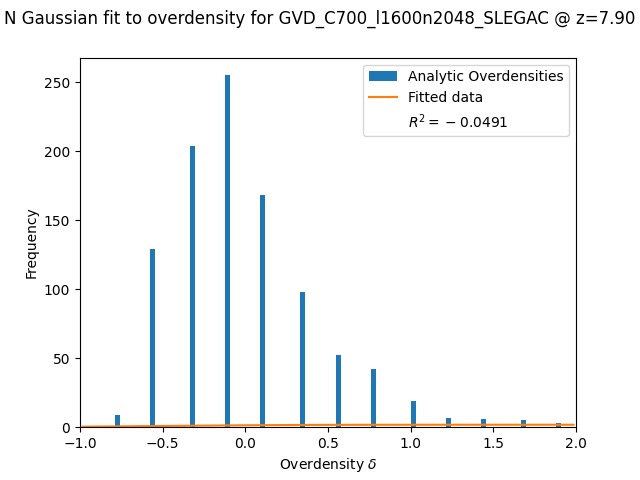 N Gaussian fit to overdensity for GVD_C700_l1600n2048_SLEGAC @ z=7.90
Analytic Overdensities
Fitted data
R² = −0.0491
Frequency
250
200
150
100
50
0
−1.0
−0.5
0.0
0.5
1.0
1.5
2.0
Overdensity δ